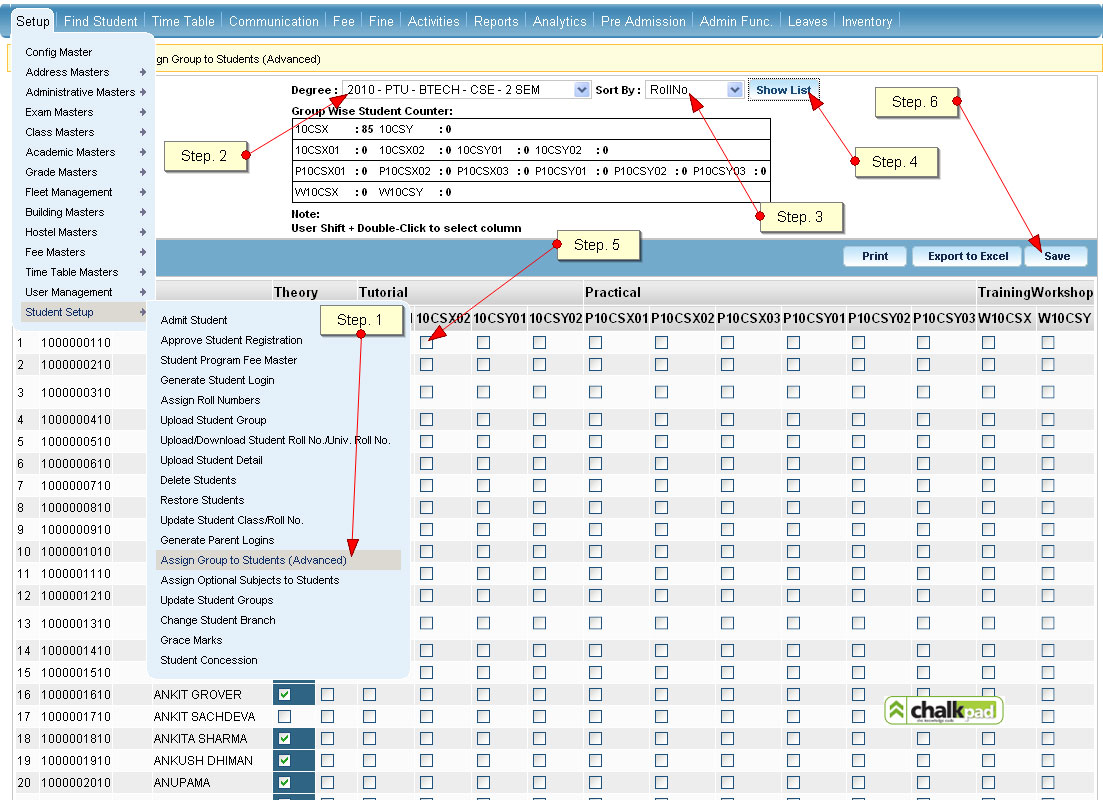 Setup Find Student Time Table Communication Fee Fine Activities Reports Analytics Pre Admission Admin Func. Leaves Inventory
Config Master
Address Masters
Administrative Masters
Exam Masters
Class Masters
Academic Masters
Grade Masters
Fleet Management
Building Masters
Hostel Masters
Fee Masters
Time Table Masters
User Management
Student Setup
gn Group to Students (Advanced)
Degree : 2010 - PTU - BTECH - CSE - 2 SEM Sort By : RollNo Show List
Group Wise Student Counter:
10CSX : 85 10CSY : 0
10CSX01 : 0 10CSX02 : 0 10CSY01 : 0 10CSY02 : 0
P10CSX01 : 0 P10CSX02 : 0 P10CSX03 : 0 P10CSY01 : 0 P10CSY02 : 0 P10CSY03 : 0
W10CSX : 0 W10CSY : 0
Note:
User Shift + Double-Click to select column
Step. 2
Step. 6
Step. 4
Step. 3
Step. 5
Print Export to Excel Save
Theory Tutorial Practical Training Workshop
Step. 1
10CSX02 10CSY01 10CSY02 P10CSX01 P10CSX02 P10CSX03 P10CSY01 P10CSY02 P10CSY03 W10CSX W10CSY
Admit Student
Approve Student Registration
Student Program Fee Master
Generate Student Login
Assign Roll Numbers
Upload Student Group
Upload/Download Student Roll No./Univ. Roll No.
Upload Student Detail
Delete Students
Restore Students
Update Student Class/Roll No.
Generate Parent Logins
Assign Group to Students (Advanced)
Assign Optional Subjects to Students
Update Student Groups
Change Student Branch
Grace Marks
Student Concession
1 1000000110
2 1000000210
3 1000000310
4 1000000410
5 1000000510
6 1000000610
7 1000000710
8 1000000810
9 1000000910
10 1000001010
11 1000001110
12 1000001210
13 1000001310
14 1000001410
15 1000001510
16 1000001610 ANKIT GROVER
17 1000001710 ANKIT SACHDEVA
18 1000001810 ANKITA SHARMA
19 1000001910 ANKUSH DHIMAN
20 1000002010 ANUPAMA
chalkpad